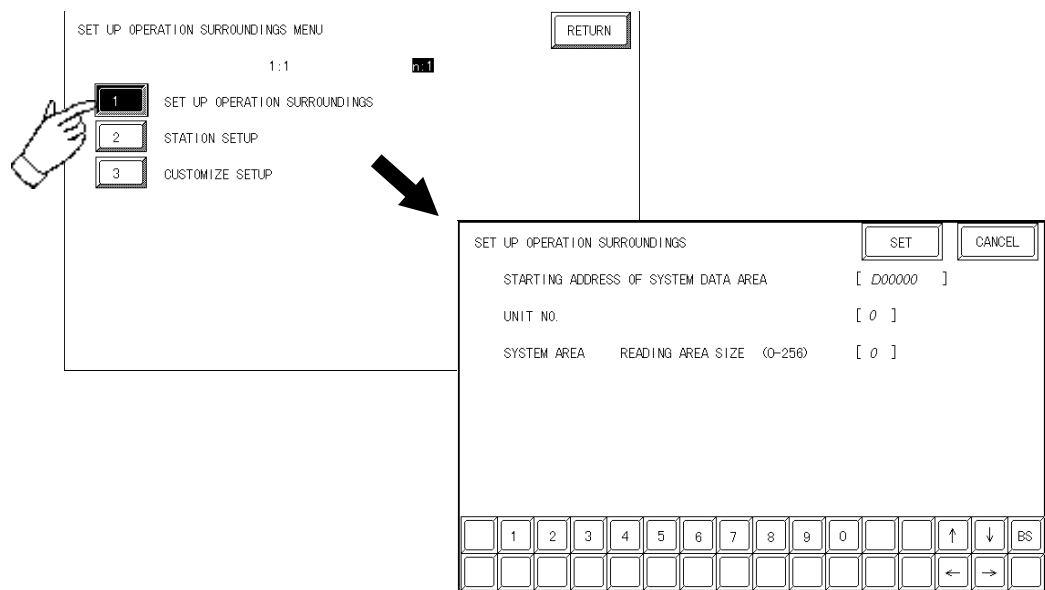 SET UP OPERATION SURROUNDINGS MENU RETURN
1:1 n:1
1 SET UP OPERATION SURROUNDINGS
2 STATION SETUP
3 CUSTOMIZE SETUP
SET UP OPERATION SURROUNDINGS SET CANCEL
STARTING ADDRESS OF SYSTEM DATA AREA [ D00000 ]
UNIT NO. [ 0 ]
SYSTEM AREA READING AREA SIZE (0-256) [ 0 ]
1 2 3 4 5 6 7 8 9 0 ↑ ↓ BS
← →